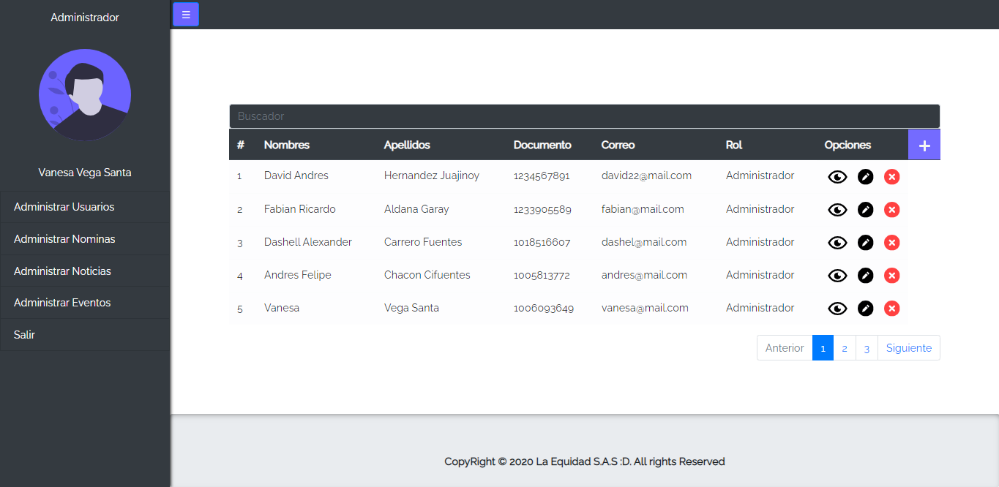 Administrador
Vanesa Vega Santa
Administrar Usuarios
Administrar Nominas
Administrar Noticias
Administrar Eventos
Salir
Buscador
# Nombres Apellidos Documento Correo Rol Opciones
1 David Andres Hernandez Juajinoy 1234567891 david22@mail.com Administrador
2 Fabian Ricardo Aldana Garay 1233905589 fabian@mail.com Administrador
3 Dashell Alexander Carrero Fuentes 1018516607 dashel@mail.com Administrador
4 Andres Felipe Chacon Cifuentes 1005813772 andres@mail.com Administrador
5 Vanesa Vega Santa 1006093649 vanesa@mail.com Administrador
Anterior 1 2 3 Siguiente
CopyRight © 2020 La Equidad S.A.S :D. All rights Reserved